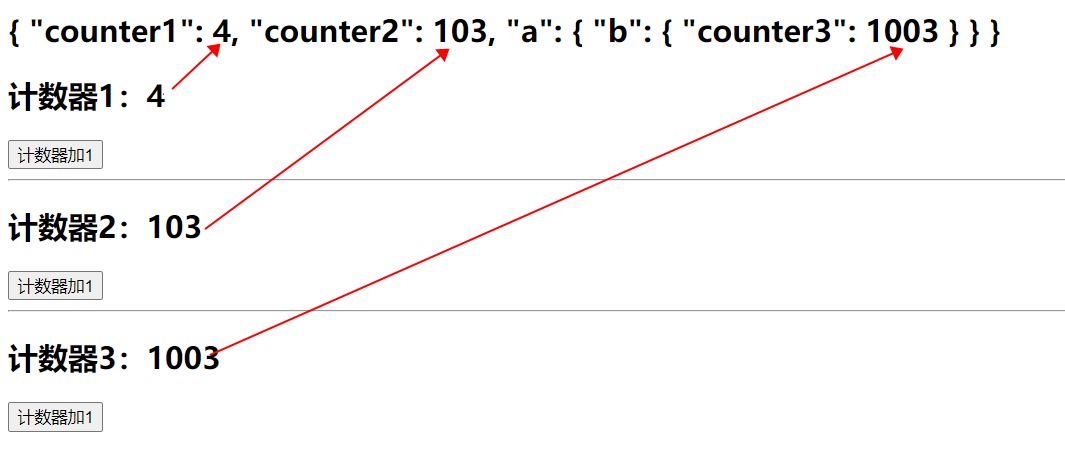 { "counter1": 4, "counter2": 103, "a": { "b": { "counter3": 1003 } } }
计数器1：4
计数器加1
计数器2：103
计数器加1
计数器3：1003
计数器加1